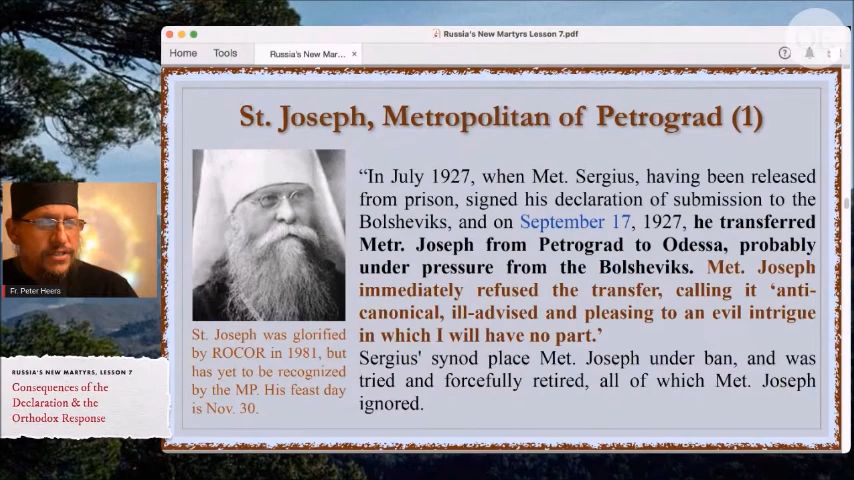 Russia's New Martyrs Lesson 7.pdf
Home Tools Russia's New Mar... ×
St. Joseph, Metropolitan of Petrograd (1)
“In July 1927, when Met. Sergius, having been released
from prison, signed his declaration of submission to the
Bolsheviks, and on September 17, 1927, he transferred
Metr. Joseph from Petrograd to Odessa, probably
under pressure from the Bolsheviks. Met. Joseph
immediately refused the transfer, calling it ‘anti-
canonical, ill-advised and pleasing to an evil intrigue
in which I will have no part.’
Sergius' synod place Met. Joseph under ban, and was
tried and forcefully retired, all of which Met. Joseph
ignored.
St. Joseph was glorified
by ROCOR in 1981, but
has yet to be recognized
by the MP. His feast day
is Nov. 30.
Fr. Peter Heers
RUSSIA'S NEW MARTYRS, LESSON 7
Consequences of the
Declaration & the
Orthodox Response